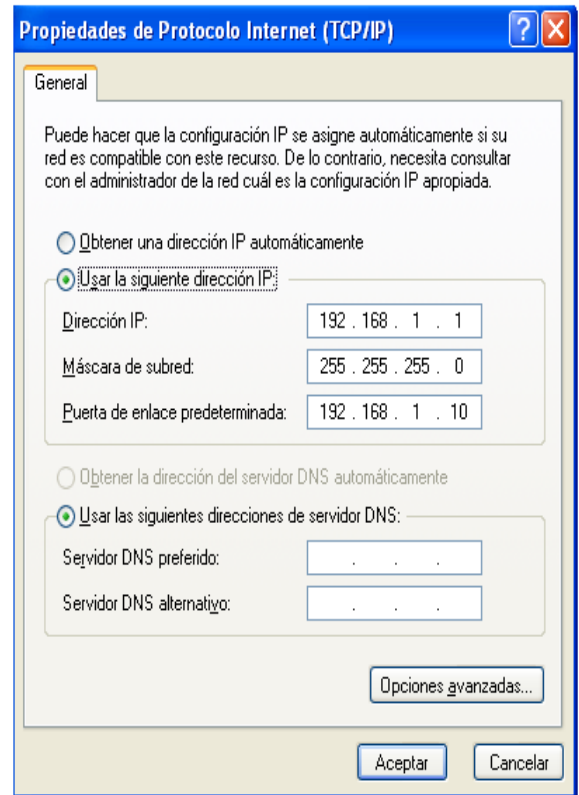 Propiedades de Protocolo Internet (TCP/IP)
General
Puede hacer que la configuración IP se asigne automáticamente si su
red es compatible con este recurso. De lo contrario, necesita consultar
con el administrador de la red cuál es la configuración IP apropiada.
Obtener una dirección IP automáticamente
Usar la siguiente dirección IP:
Dirección IP: 192 . 168 . 1 . 1
Máscara de subred: 255 . 255 . 255 . 0
Puerta de enlace predeterminada: 192 . 168 . 1 . 10
Obtener la dirección del servidor DNS automáticamente
Usar las siguientes direcciones de servidor DNS:
Servidor DNS preferido: . . .
Servidor DNS alternativo: . . .
Opciones avanzadas...
Aceptar Cancelar